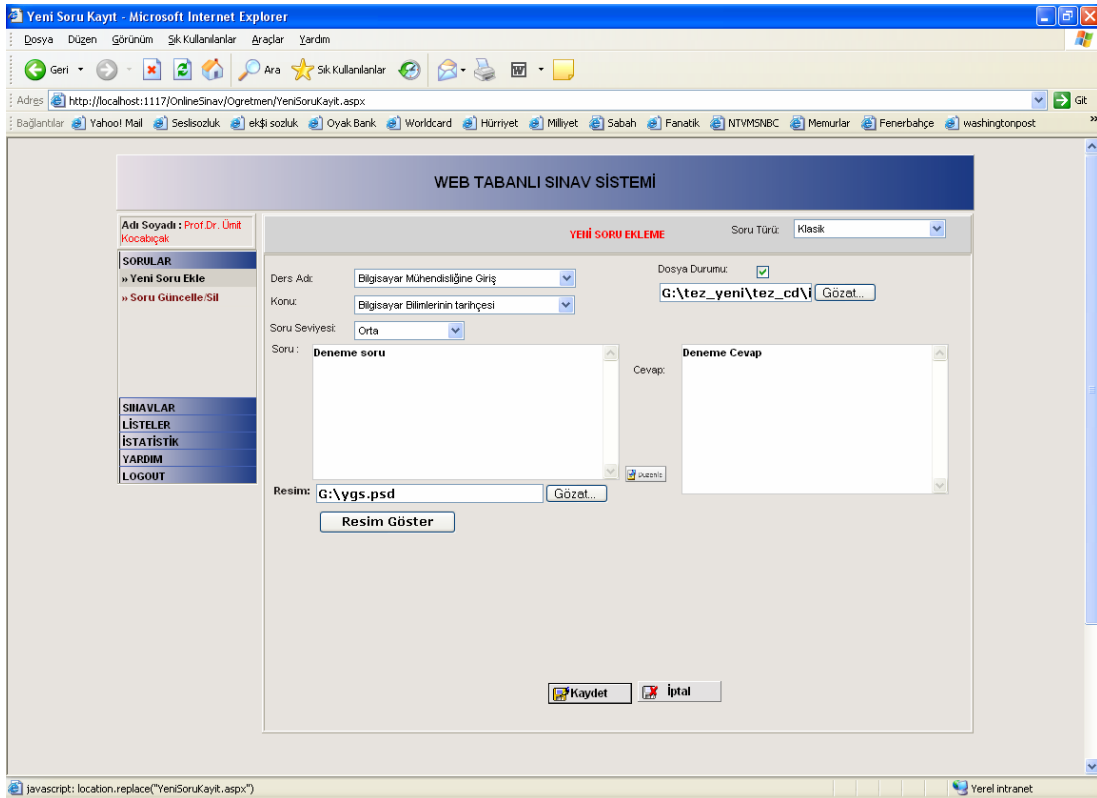 Yeni Soru Kayıt - Microsoft Internet Explorer
Dosya Düzen Görünüm Sık Kullanılanlar Araçlar Yardım
Geri Ara Sık Kullanılanlar
Adres http://localhost:1117/OnlineSinav/Ogretmen/YeniSoruKayit.aspx Git
Bağlantılar Yahoo! Mail Seslisozluk ekşi sozluk Oyak Bank Worldcard Hürriyet Milliyet Sabah Fanatik NTVMSNBC Memurlar Fenerbahçe washingtonpost »
WEB TABANLI SINAV SİSTEMİ
Adı Soyadı : Prof.Dr. Ümit
Kocabıçak
YENİ SORU EKLEME Soru Türü: Klasik
SORULAR
» Yeni Soru Ekle
» Soru Güncelle/Sil
SINAVLAR
LİSTELER
İSTATİSTİK
YARDIM
LOGOUT
Ders Adı: Bilgisayar Mühendisliğine Giriş
Dosya Durumu:
G:\tez_yeni\tez_cd\i Gözat...
Konu: Bilgisayar Bilimlerinin tarihçesi
Soru Seviyesi: Orta
Soru : Deneme soru
Cevap: Deneme Cevap
Duzenle
Resim: G:\ygs.psd Gözat...
Resim Göster
Kaydet İptal
javascript: location.replace("YeniSoruKayit.aspx") Yerel intranet